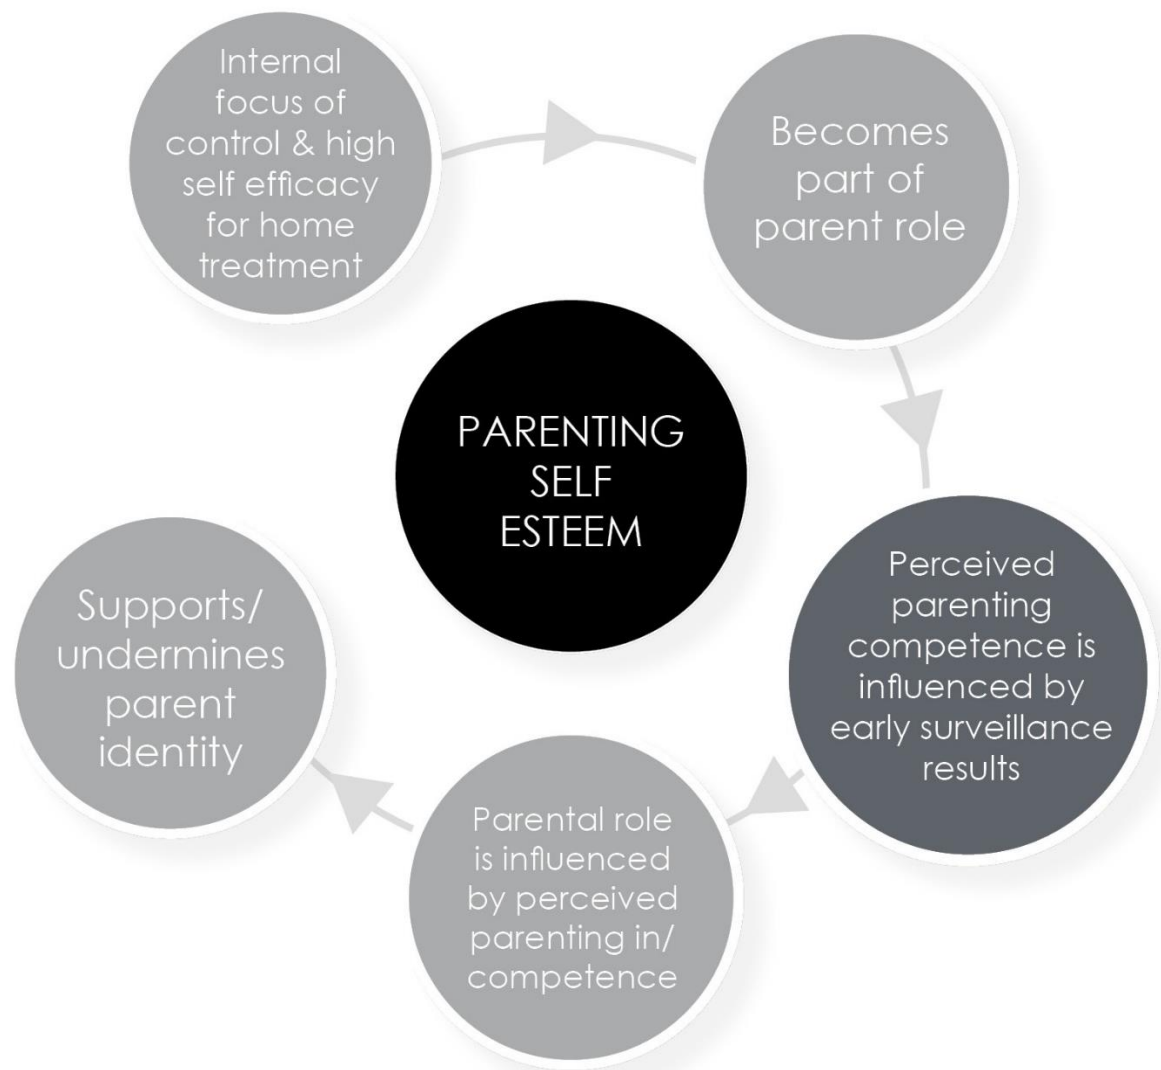 Internal
focus of
control & high
self efficacy
for home
treatment
Becomes
part of
parent role
PARENTING
SELF
ESTEEM
Perceived
parenting
competence is
influenced by
early surveillance
results
Parental role
is influenced
by perceived
parenting in/
competence
Supports/
undermines
parent
identity